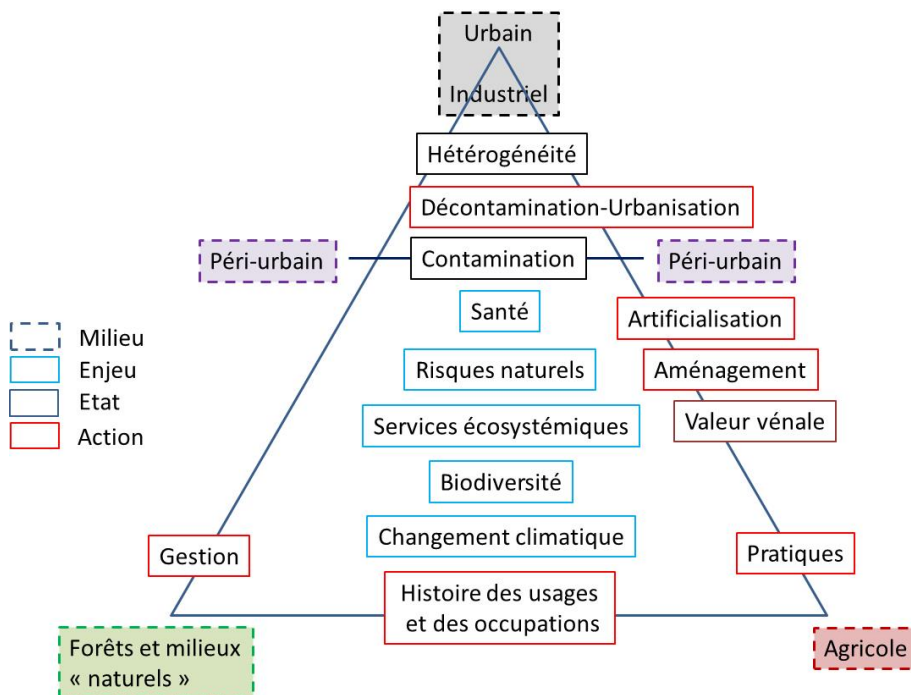 Urbain
Industriel
Hétérogénéité
Décontamination-Urbanisation
Péri-urbain
Contamination
Péri-urbain
Santé
Artificialisation
Milieu
Enjeu
Etat
Action
Risques naturels
Aménagement
Services écosystémiques
Valeur vénale
Biodiversité
Changement climatique
Gestion
Pratiques
Histoire des usages
et des occupations
Forêts et milieux
« naturels »
Agricole